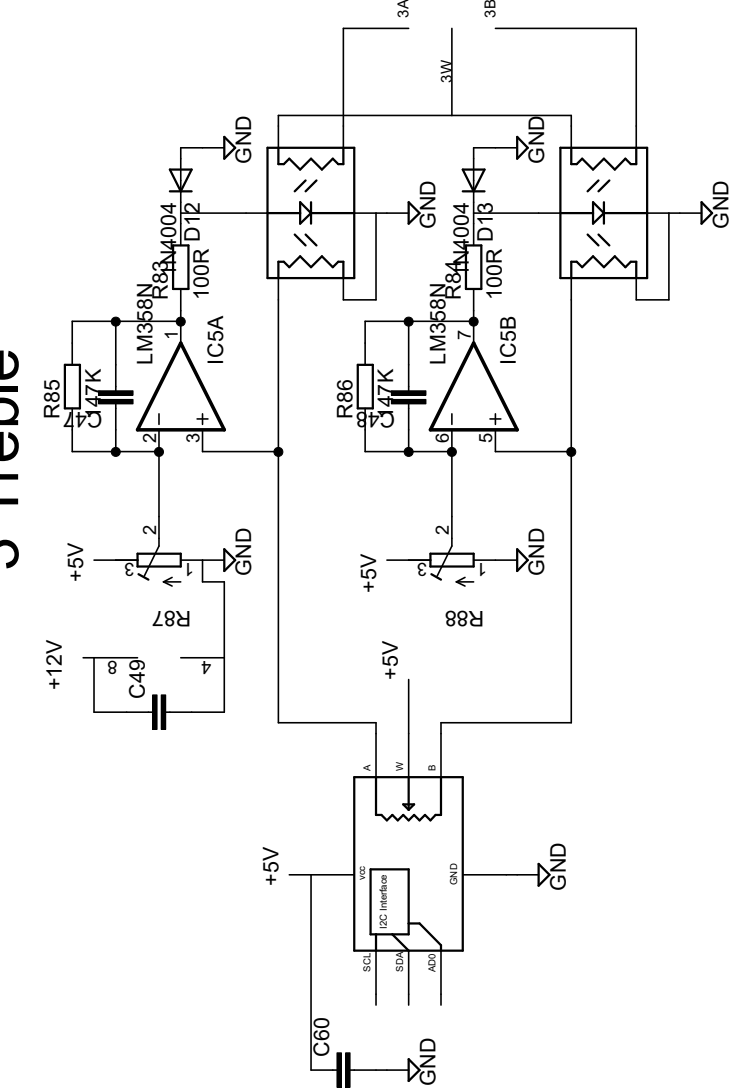 3 Treble
3A
3B
3W
GND
1N4004
D12
R83
100R
GND
LM358N
IC5A
1
2
3
R85
47K
C47
GND
1N4004
D13
R84
100R
GND
LM358N
IC5B
7
6
5
R86
47K
C48
+5V
2
3
1
GND
R87
+5V
2
3
1
GND
R88
+12V
8
4
C49
+5V
A
W
B
+5V
VCC
GND
GND
I2C Interface
SCL
SDA
AD0
C60
GND